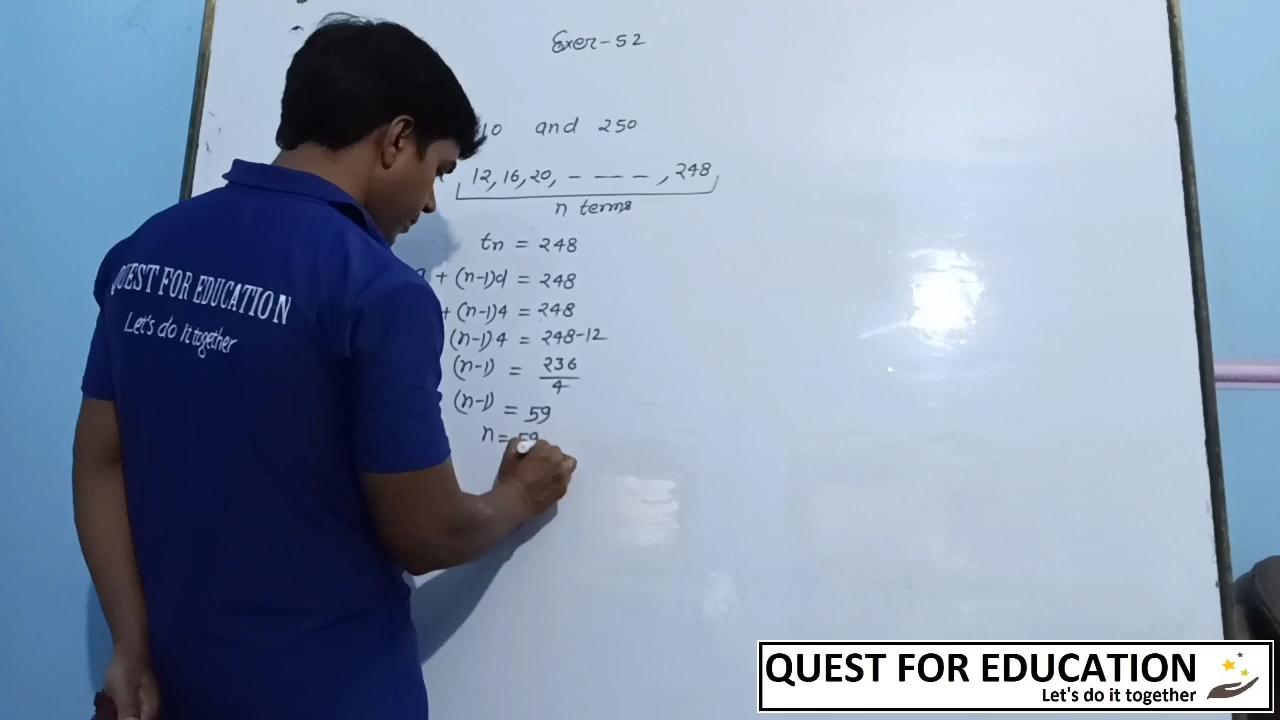 Exer-52
10 and 250
12, 16, 20, - - - , 248
n terms
tn = 248
+ (n-1)d = 248
+ (n-1)4 = 248
(n-1)4 = 248-12
(n-1) = 236/4
(n-1) = 59
n = 59
QUEST FOR EDUCATION
Let's do it together
QUEST FOR EDUCATION
Let's do it together